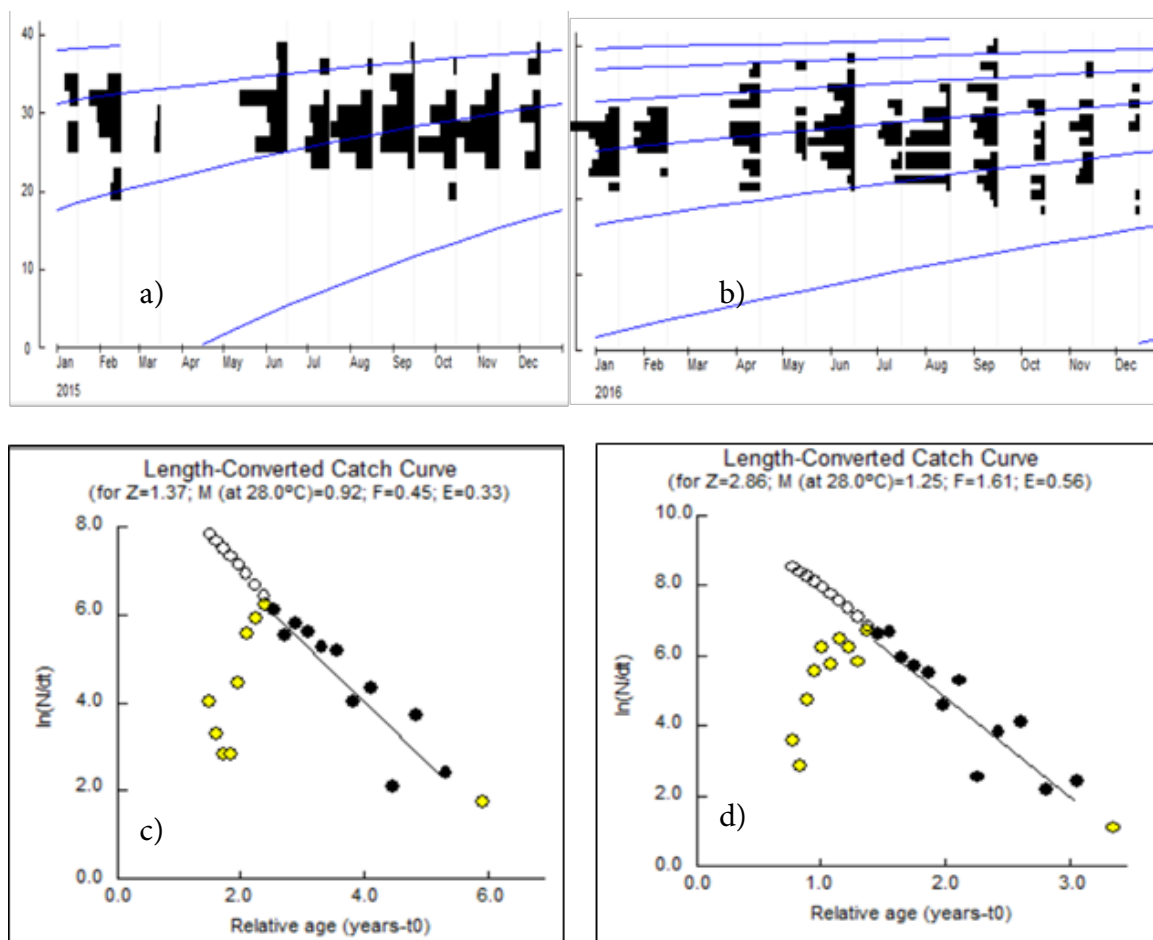 40
30
20
10
0
a)
Jan Feb Mar Apr May Jun Jul Aug Sep Oct Nov Dec
2015
b)
Jan Feb Mar Apr May Jun Jul Aug Sep Oct Nov Dec
2016
Length-Converted Catch Curve
(for Z=1.37; M (at 28.0ºC)=0.92; F=0.45; E=0.33)
8.0
6.0
4.0
2.0
0.0
ln(N/dt)
c)
0.0 2.0 4.0 6.0
Relative age (years-t0)
Length-Converted Catch Curve
(for Z=2.86; M (at 28.0ºC)=1.25; F=1.61; E=0.56)
10.0
8.0
6.0
4.0
2.0
0.0
ln(N/dt)
d)
0.0 1.0 2.0 3.0
Relative age (years-t0)